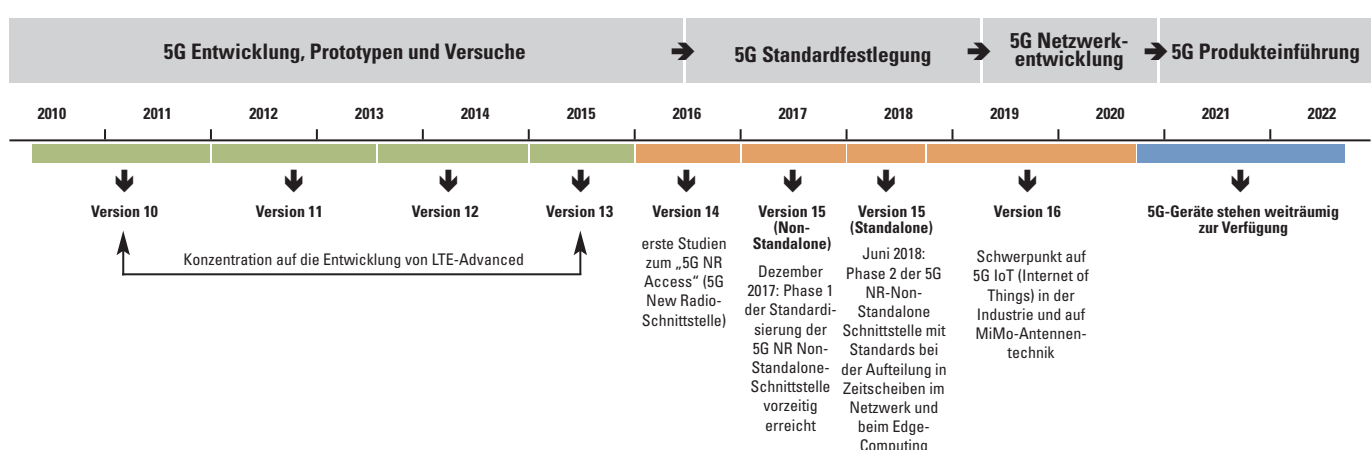 5G Entwicklung, Prototypen und Versuche
5G Standardfestlegung
5G Netzwerk-
entwicklung
5G Produkteinführung
2010 2011 2012 2013 2014 2015 2016 2017 2018 2019 2020 2021 2022
Version 10
Version 11
Version 12
Version 13
Konzentration auf die Entwicklung von LTE-Advanced
Version 14
erste Studien
zum „5G NR
Access“ (5G
New Radio-
Schnittstelle)
Version 15
(Non-
Standalone)
Dezember
2017: Phase 1
der Standardi-
sierung der
5G NR Non-
Standalone-
Schnittstelle
vorzeitig
erreicht
Version 15
(Standalone)
Juni 2018:
Phase 2 der 5G
NR-Non-
Standalone
Schnittstelle mit
Standards bei
der Aufteilung in
Zeitscheiben im
Netzwerk und
beim Edge-
Computing
Version 16
Schwerpunkt auf
5G IoT (Internet of
Things) in der
Industrie und auf
MiMo-Antennen-
technik
5G-Geräte stehen weiträumig
zur Verfügung